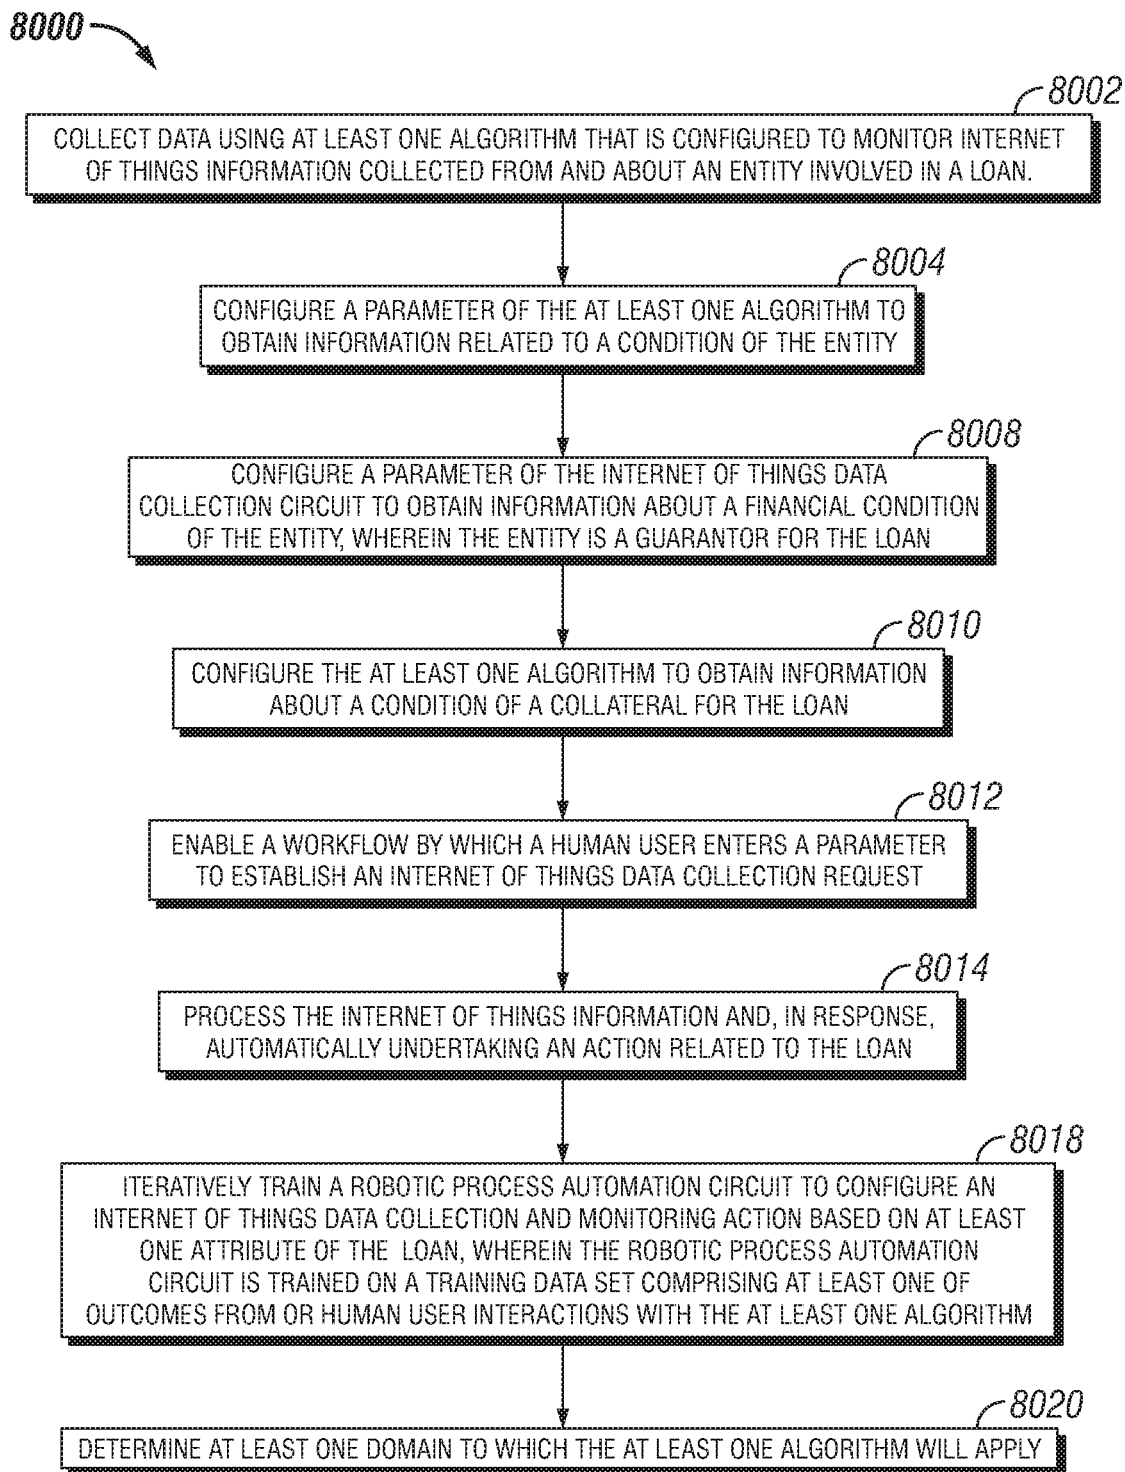 8000
8002
COLLECT DATA USING AT LEAST ONE ALGORITHM THAT IS CONFIGURED TO MONITOR INTERNET
OF THINGS INFORMATION COLLECTED FROM AND ABOUT AN ENTITY INVOLVED IN A LOAN.
8004
CONFIGURE A PARAMETER OF THE AT LEAST ONE ALGORITHM TO
OBTAIN INFORMATION RELATED TO A CONDITION OF THE ENTITY
8008
CONFIGURE A PARAMETER OF THE INTERNET OF THINGS DATA
COLLECTION CIRCUIT TO OBTAIN INFORMATION ABOUT A FINANCIAL CONDITION
OF THE ENTITY, WHEREIN THE ENTITY IS A GUARANTOR FOR THE LOAN
8010
CONFIGURE THE AT LEAST ONE ALGORITHM TO OBTAIN INFORMATION
ABOUT A CONDITION OF A COLLATERAL FOR THE LOAN
8012
ENABLE A WORKFLOW BY WHICH A HUMAN USER ENTERS A PARAMETER
TO ESTABLISH AN INTERNET OF THINGS DATA COLLECTION REQUEST
8014
PROCESS THE INTERNET OF THINGS INFORMATION AND, IN RESPONSE,
AUTOMATICALLY UNDERTAKING AN ACTION RELATED TO THE LOAN
8018
ITERATIVELY TRAIN A ROBOTIC PROCESS AUTOMATION CIRCUIT TO CONFIGURE AN
INTERNET OF THINGS DATA COLLECTION AND MONITORING ACTION BASED ON AT LEAST
ONE ATTRIBUTE OF THE LOAN, WHEREIN THE ROBOTIC PROCESS AUTOMATION
CIRCUIT IS TRAINED ON A TRAINING DATA SET COMPRISING AT LEAST ONE OF
OUTCOMES FROM OR HUMAN USER INTERACTIONS WITH THE AT LEAST ONE ALGORITHM
8020
DETERMINE AT LEAST ONE DOMAIN TO WHICH THE AT LEAST ONE ALGORITHM WILL APPLY